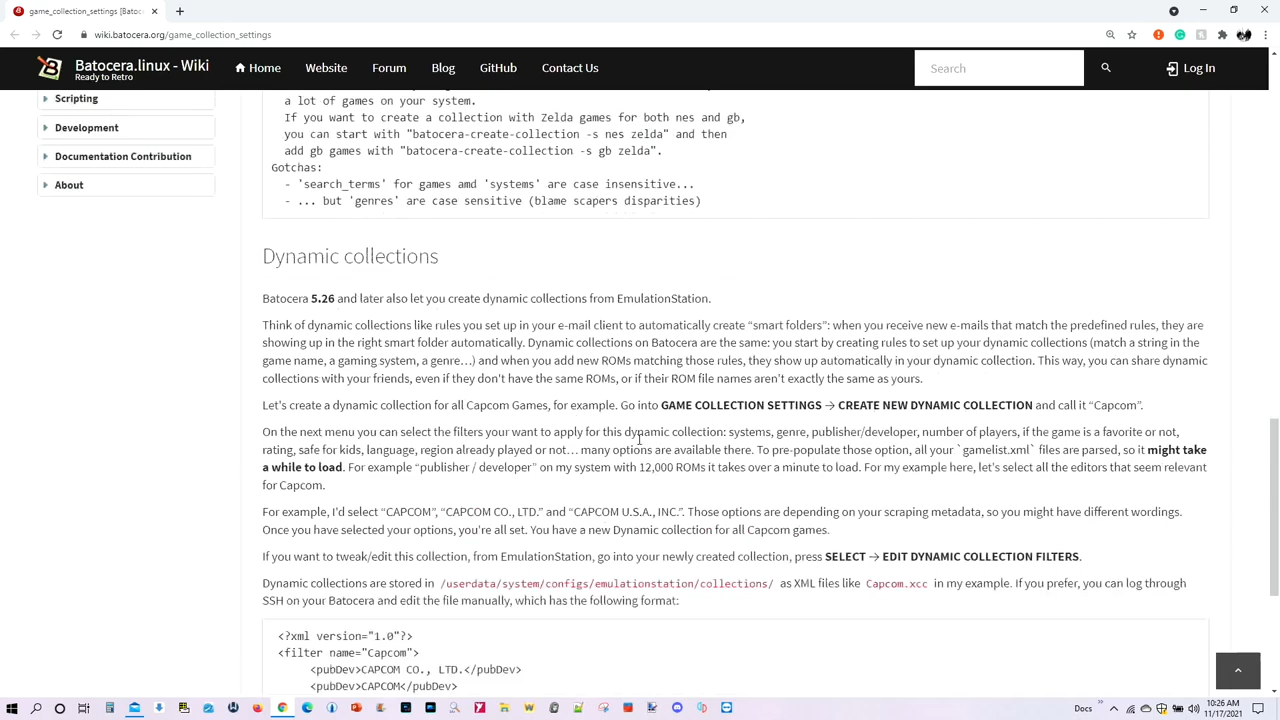 game_collection_settings [Batoc
wiki.batocera.org/game_collection_settings
Batocera.linux - Wiki
Ready to Retro
Home
Website
Forum
Blog
GitHub
Contact Us
Search
Log In
Scripting
Development
Documentation Contribution
About
a lot of games on your system.
If you want to create a collection with Zelda games for both nes and gb,
you can start with "batocera-create-collection -s nes zelda" and then
add gb games with "batocera-create-collection -s gb zelda".
Gotchas:
- 'search_terms' for games amd 'systems' are case insensitive...
- ... but 'genres' are case sensitive (blame scapers disparities)
Dynamic collections
Batocera 5.26 and later also let you create dynamic collections from EmulationStation.
Think of dynamic collections like rules you set up in your e-mail client to automatically create “smart folders”: when you receive new e-mails that match the predefined rules, they are
showing up in the right smart folder automatically. Dynamic collections on Batocera are the same: you start by creating rules to set up your dynamic collections (match a string in the
game name, a gaming system, a genre…) and when you add new ROMs matching those rules, they show up automatically in your dynamic collection. This way, you can share dynamic
collections with your friends, even if they don't have the same ROMs, or if their ROM file names aren't exactly the same as yours.
Let's create a dynamic collection for all Capcom Games, for example. Go into GAME COLLECTION SETTINGS → CREATE NEW DYNAMIC COLLECTION and call it “Capcom”.
On the next menu you can select the filters your want to apply for this dynamic collection: systems, genre, publisher/developer, number of players, if the game is a favorite or not,
rating, safe for kids, language, region already played or not… many options are available there. To pre-populate those option, all your `gamelist.xml` files are parsed, so it might take
a while to load. For example “publisher / developer” on my system with 12,000 ROMs it takes over a minute to load. For my example here, let's select all the editors that seem relevant
for Capcom.
For example, I'd select “CAPCOM”, “CAPCOM CO., LTD.” and “CAPCOM U.S.A., INC.”. Those options are depending on your scraping metadata, so you might have different wordings.
Once you have selected your options, you're all set. You have a new Dynamic collection for all Capcom games.
If you want to tweak/edit this collection, from EmulationStation, go into your newly created collection, press SELECT → EDIT DYNAMIC COLLECTION FILTERS.
Dynamic collections are stored in /userdata/system/configs/emulationstation/collections/ as XML files like Capcom.xcc in my example. If you prefer, you can log through
SSH on your Batocera and edit the file manually, which has the following format:
<?xml version="1.0"?>
<filter name="Capcom">
<pubDev>CAPCOM CO., LTD.</pubDev>
<pubDev>CAPCOM</pubDev>
Docs
10:26 AM
11/17/2021